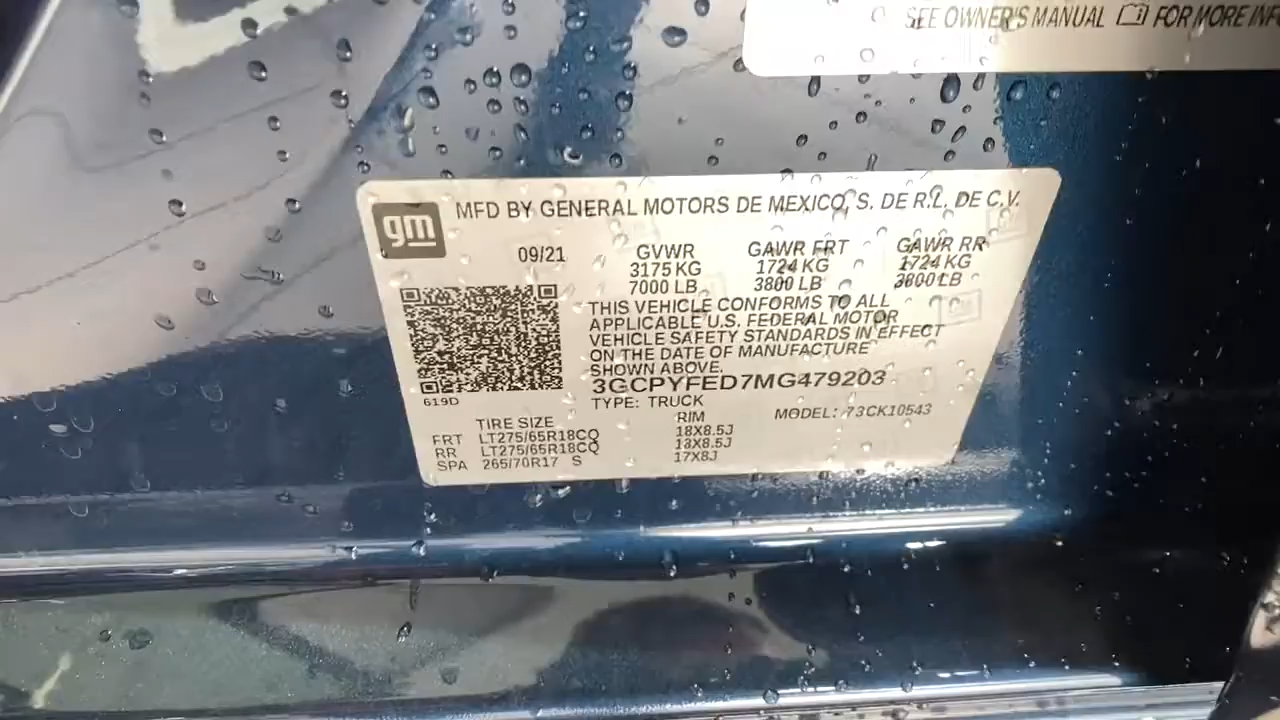 SEE OWNER'S MANUAL FOR MORE INFO
gm
MFD BY GENERAL MOTORS DE MEXICO, S. DE R.L. DE C.V.
09/21 GVWR GAWR FRT GAWR RR
3175 KG 1724 KG 1724 KG
7000 LB 3800 LB 3800 LB
THIS VEHICLE CONFORMS TO ALL
APPLICABLE U.S. FEDERAL MOTOR
VEHICLE SAFETY STANDARDS IN EFFECT
ON THE DATE OF MANUFACTURE
SHOWN ABOVE.
3GCPYFED7MG479203
619D
TYPE: TRUCK
TIRE SIZE RIM MODEL: 73CK10543
FRT LT275/65R18CQ 18X8.5J
RR LT275/65R18CQ 18X8.5J
SPA 265/70R17 S 17X8J